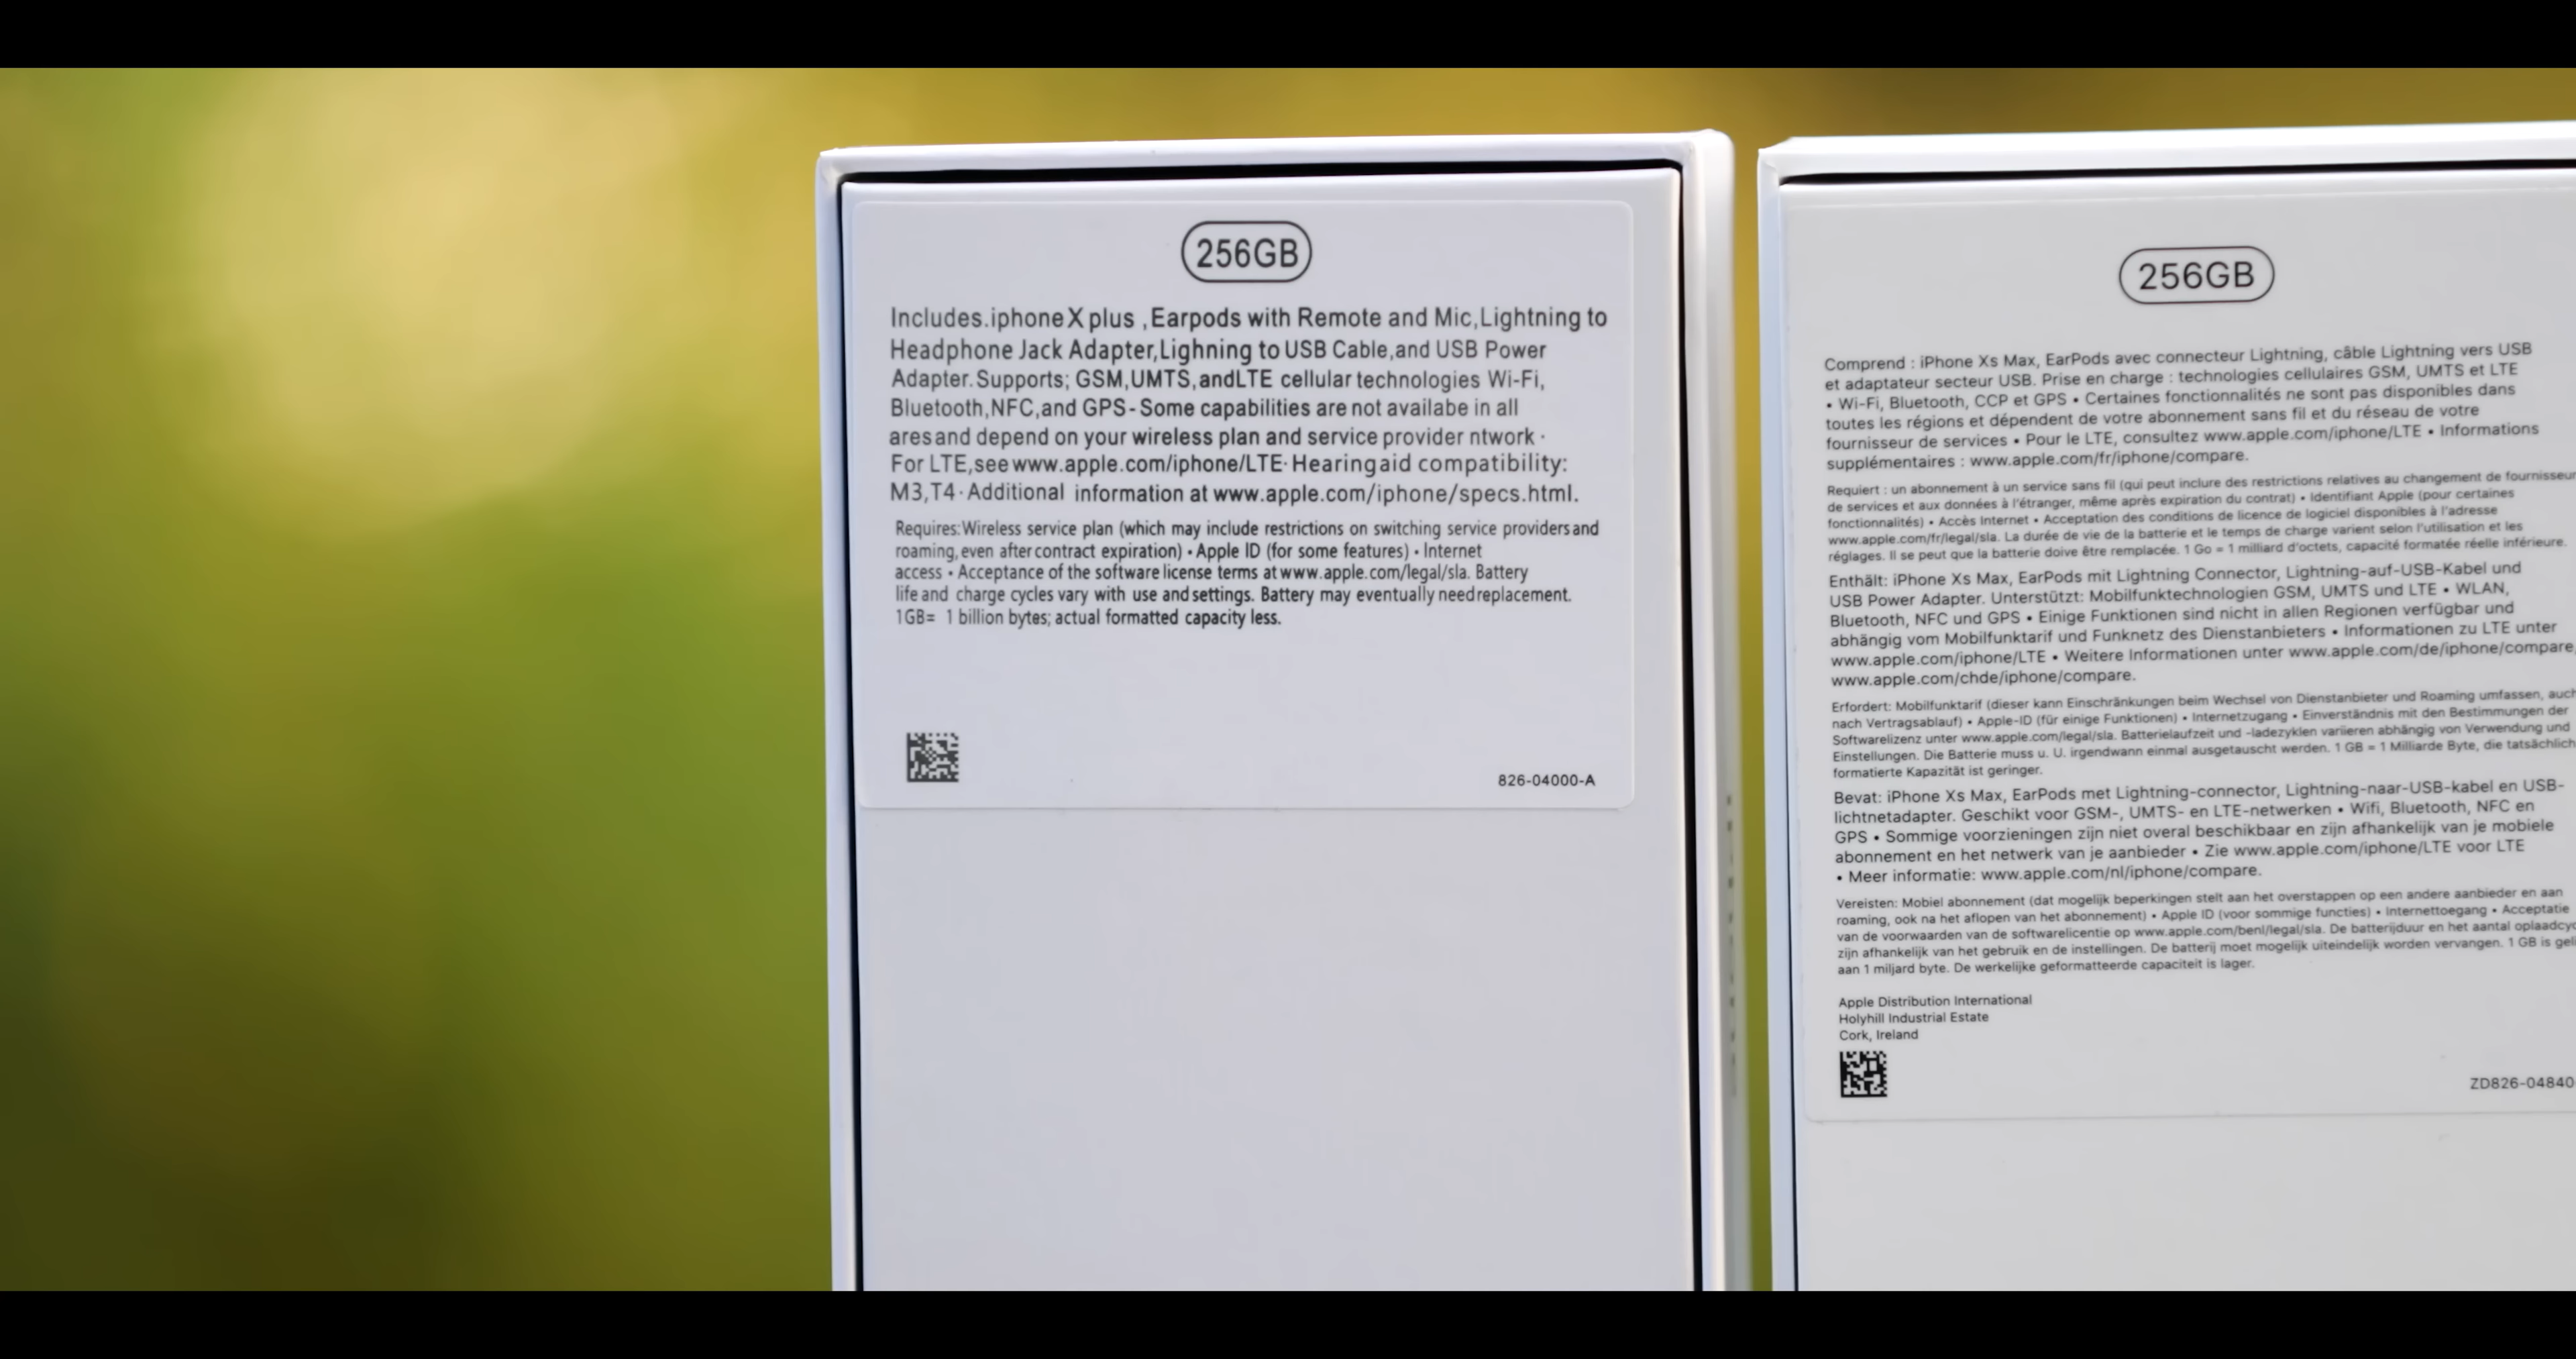 256GB
Includes.iphone X plus ,Earpods with Remote and Mic,Lightning to
Headphone Jack Adapter,Lighning to USB Cable,and USB Power
Adapter.Supports; GSM,UMTS,andLTE cellular technologies Wi-Fi,
Bluetooth,NFC,and GPS-Some capabilities are not availabe in all
aresand depend on your wireless plan and service provider ntwork ·
For LTE,see www.apple.com/iphone/LTE· Hearingaid compatibility:
M3,T4·Additional information at www.apple.com/iphone/specs.html.
Requires:Wireless service plan (which may include restrictions on switching service providers and
roaming,even after contract expiration) • Apple ID (for some features) • Internet
access • Acceptance of the software license terms at www.apple.com/legal/sla. Battery
life and charge cycles vary with use and settings. Battery may eventually need replacement.
1GB= 1 billion bytes; actual formatted capacity less.
826-04000-A
256GB
Comprend : iPhone Xs Max, EarPods avec connecteur Lightning, câble Lightning vers USB
et adaptateur secteur USB. Prise en charge : technologies cellulaires GSM, UMTS et LTE
• Wi-Fi, Bluetooth, CCP et GPS • Certaines fonctionnalités ne sont pas disponibles dans
toutes les régions et dépendent de votre abonnement sans fil et du réseau de votre
fournisseur de services • Pour le LTE, consultez www.apple.com/iphone/LTE • Informations
supplémentaires : www.apple.com/fr/iphone/compare.
Requiert : un abonnement à un service sans fil (qui peut inclure des restrictions relatives au changement de fournisseur
de services et aux données à l'étranger, même après expiration du contrat) • Identifiant Apple (pour certaines
fonctionnalités) • Accès Internet • Acceptation des conditions de licence de logiciel disponibles à l'adresse
www.apple.com/fr/legal/sla. La durée de vie de la batterie et le temps de charge varient selon l'utilisation et les
réglages. Il se peut que la batterie doive être remplacée. 1 Go = 1 milliard d'octets, capacité formatée réelle inférieure.
Enthält: iPhone Xs Max, EarPods mit Lightning Connector, Lightning-auf-USB-Kabel und
USB Power Adapter. Unterstützt: Mobilfunktechnologien GSM, UMTS und LTE • WLAN,
Bluetooth, NFC und GPS • Einige Funktionen sind nicht in allen Regionen verfügbar und
abhängig vom Mobilfunktarif und Funknetz des Dienstanbieters • Informationen zu LTE unter
www.apple.com/iphone/LTE • Weitere Informationen unter www.apple.com/de/iphone/compare,
www.apple.com/chde/iphone/compare.
Erfordert: Mobilfunktarif (dieser kann Einschränkungen beim Wechsel von Dienstanbieter und Roaming umfassen, auch
nach Vertragsablauf) • Apple-ID (für einige Funktionen) • Internetzugang • Einverständnis mit den Bestimmungen der
Softwarelizenz unter www.apple.com/legal/sla. Batterielaufzeit und -ladezyklen variieren abhängig von Verwendung und
Einstellungen. Die Batterie muss u. U. irgendwann einmal ausgetauscht werden. 1 GB = 1 Milliarde Byte, die tatsächlich
formatierte Kapazität ist geringer.
Bevat: iPhone Xs Max, EarPods met Lightning-connector, Lightning-naar-USB-kabel en USB-
lichtnetadapter. Geschikt voor GSM-, UMTS- en LTE-netwerken • Wifi, Bluetooth, NFC en
GPS • Sommige voorzieningen zijn niet overal beschikbaar en zijn afhankelijk van je mobiele
abonnement en het netwerk van je aanbieder • Zie www.apple.com/iphone/LTE voor LTE
• Meer informatie: www.apple.com/nl/iphone/compare.
Vereisten: Mobiel abonnement (dat mogelijk beperkingen stelt aan het overstappen op een andere aanbieder en aan
roaming, ook na het aflopen van het abonnement) • Apple ID (voor sommige functies) • Internettoegang • Acceptatie
van de voorwaarden van de softwarelicentie op www.apple.com/benl/legal/sla. De batterijduur en het aantal oplaadcyc
zijn afhankelijk van het gebruik en de instellingen. De batterij moet mogelijk uiteindelijk worden vervangen. 1 GB is geli
aan 1 miljard byte. De werkelijke geformatteerde capaciteit is lager.
Apple Distribution International
Holyhill Industrial Estate
Cork, Ireland
ZD826-04840